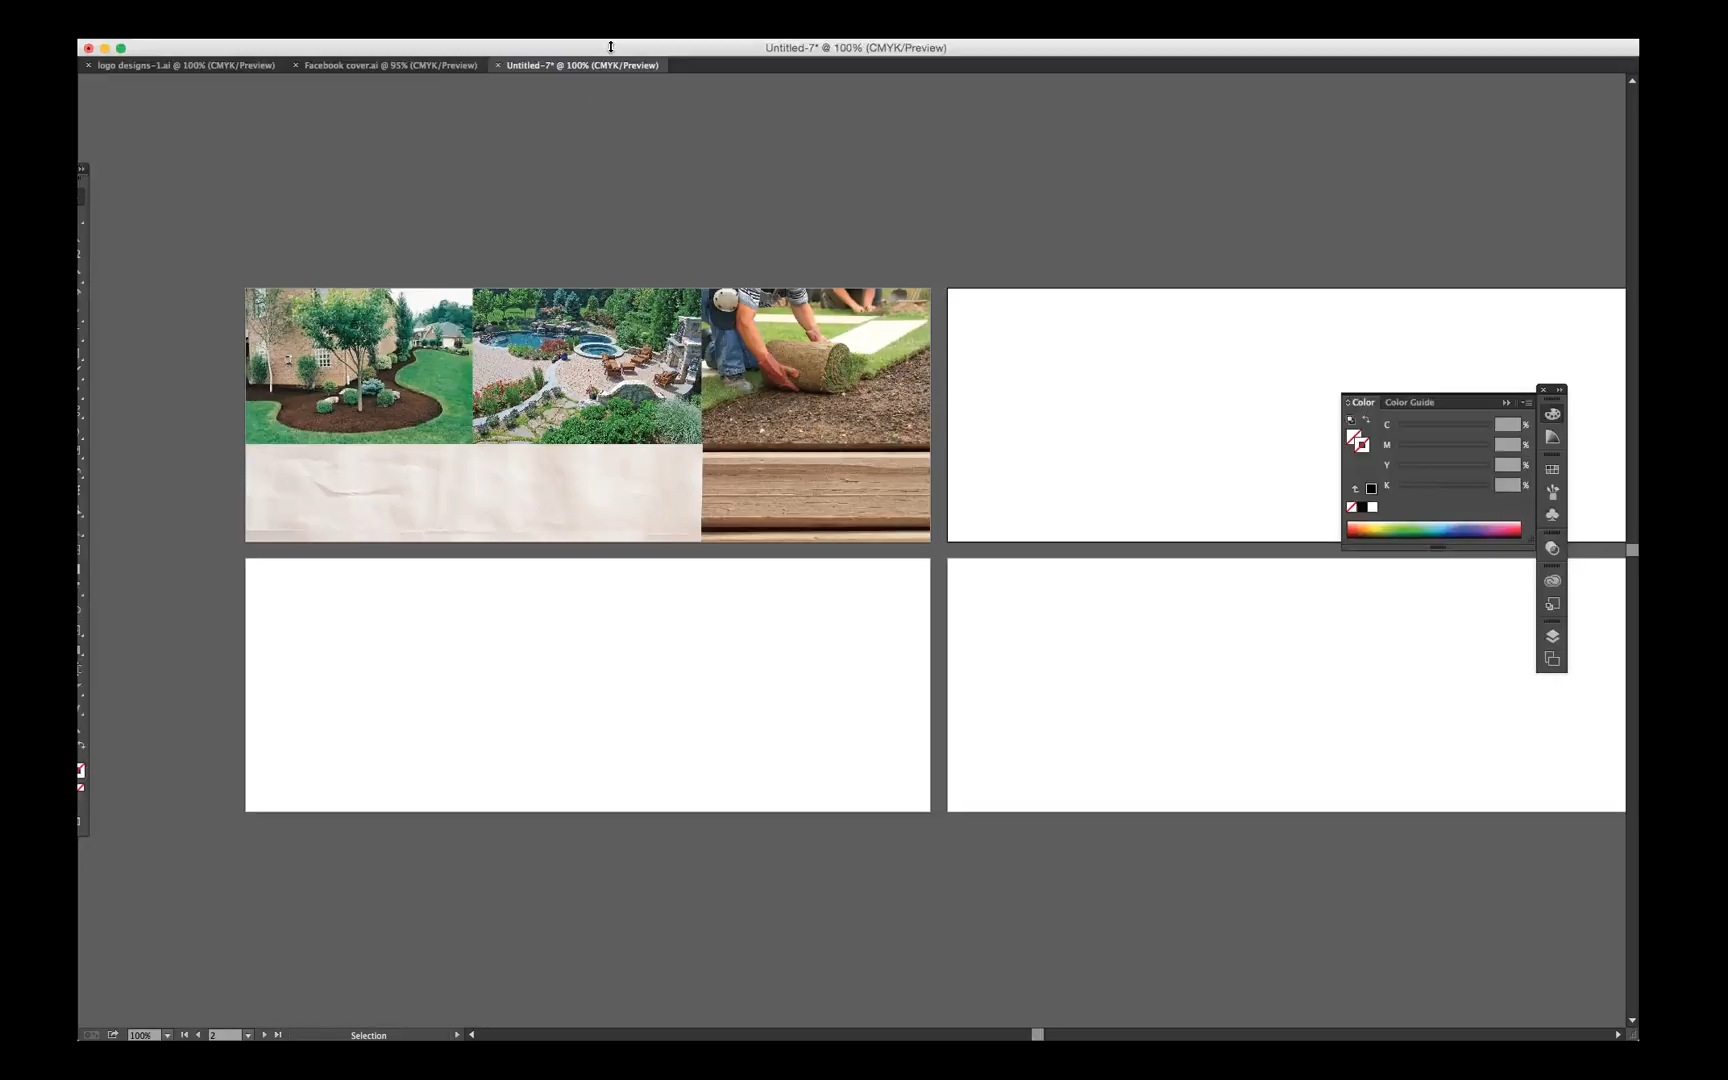 Untitled-7* @ 100% (CMYK/Preview)
× logo designs-1.ai @ 100% (CMYK/Preview) × Facebook cover.ai @ 95% (CMYK/Preview) × Untitled-7* @ 100% (CMYK/Preview)
Color Color Guide
C %
M %
Y %
K %
100% 2 Selection